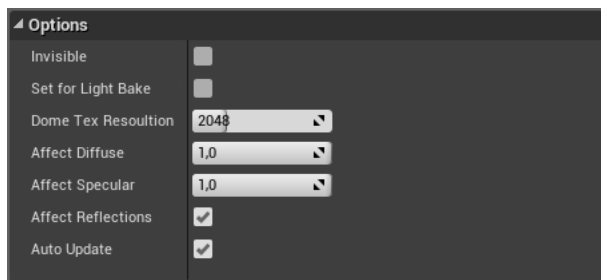 Options
Invisible
Set for Light Bake
Dome Tex Resoultion 2048
Affect Diffuse 1,0
Affect Specular 1,0
Affect Reflections
Auto Update